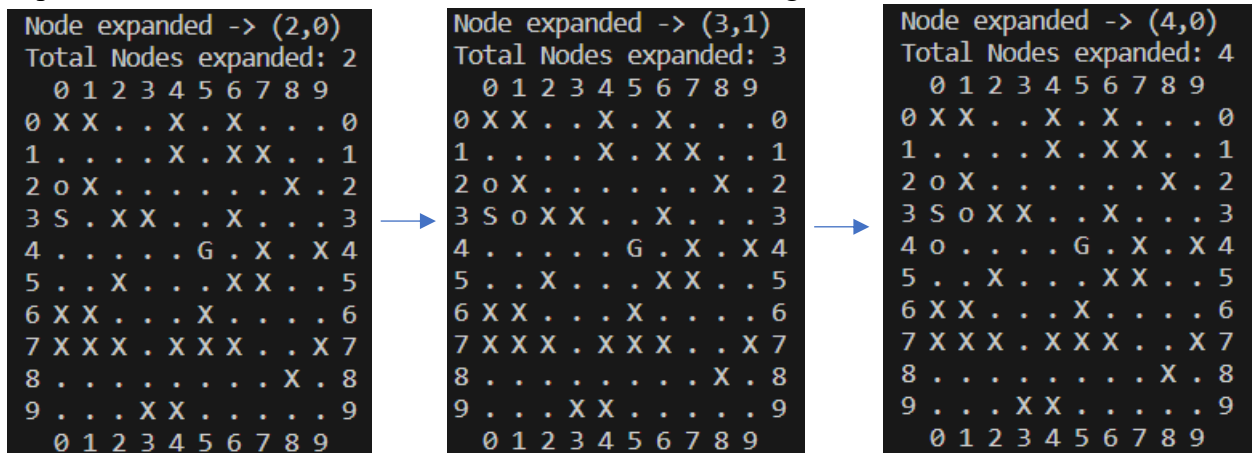 Node expanded -> (2,0)
Total Nodes expanded: 2
0 1 2 3 4 5 6 7 8 9
0 X X . . X . X . . . 0
1 . . . . X . X X . . 1
2 o X . . . . . . X . 2
3 S . X X . . X . . . 3
4 . . . . . G . X . X 4
5 . . X . . . X X . . 5
6 X X . . . X . . . . 6
7 X X X . X X X . . X 7
8 . . . . . . . . X . 8
9 . . . X X . . . . . 9
0 1 2 3 4 5 6 7 8 9
Node expanded -> (3,1)
Total Nodes expanded: 3
0 1 2 3 4 5 6 7 8 9
0 X X . . X . X . . . 0
1 . . . . X . X X . . 1
2 o X . . . . . . X . 2
3 S o X X . . X . . . 3
4 . . . . . G . X . X 4
5 . . X . . . X X . . 5
6 X X . . . X . . . . 6
7 X X X . X X X . . X 7
8 . . . . . . . . X . 8
9 . . . X X . . . . . 9
0 1 2 3 4 5 6 7 8 9
Node expanded -> (4,0)
Total Nodes expanded: 4
0 1 2 3 4 5 6 7 8 9
0 X X . . X . X . . . 0
1 . . . . X . X X . . 1
2 o X . . . . . . X . 2
3 S o X X . . X . . . 3
4 o . . . . G . X . X 4
5 . . X . . . X X . . 5
6 X X . . . X . . . . 6
7 X X X . X X X . . X 7
8 . . . . . . . . X . 8
9 . . . X X . . . . . 9
0 1 2 3 4 5 6 7 8 9